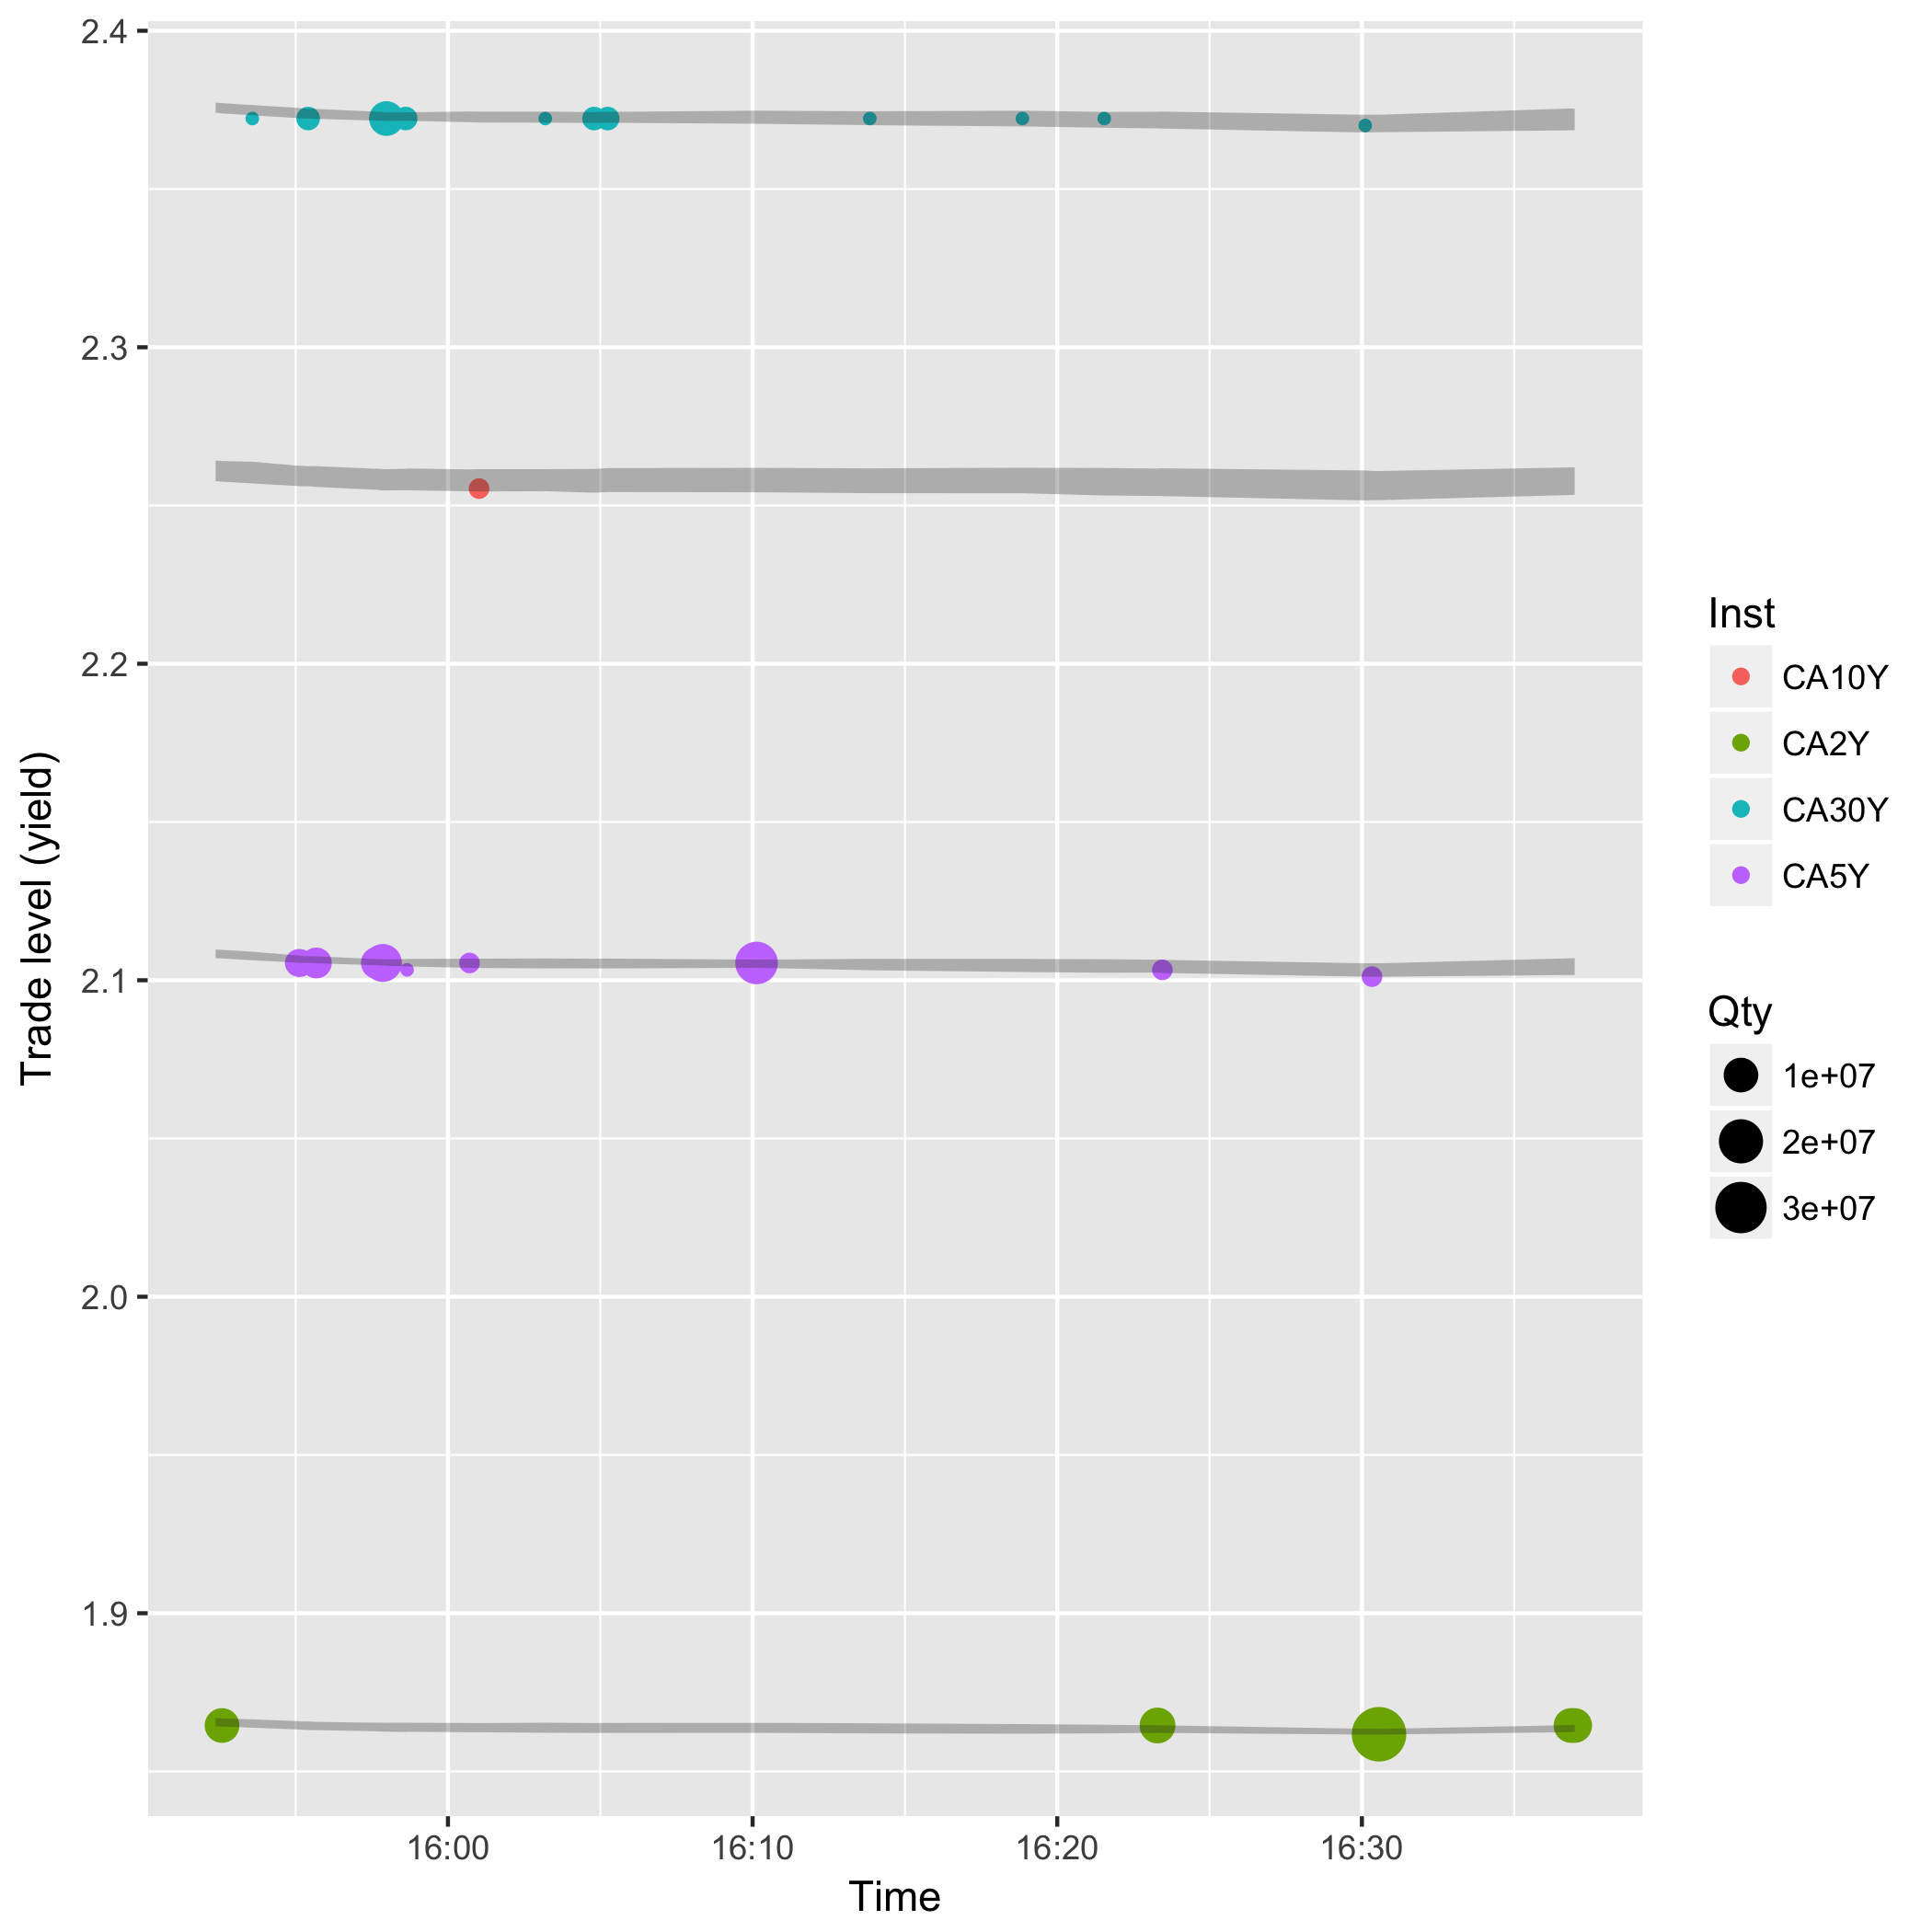 2.4
2.3
2.2
2.1
2.0
1.9
Trade level (yield)
16:00
16:10
16:20
16:30
Time
Inst
CA10Y
CA2Y
CA30Y
CA5Y
Qty
1e+07
2e+07
3e+07